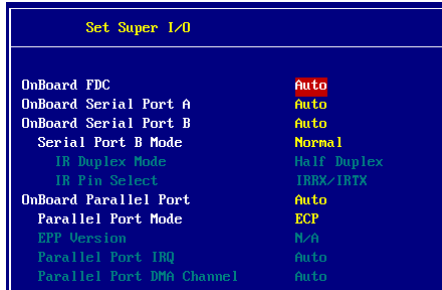 Set Super I/O
OnBoard FDC Auto
OnBoard Serial Port A Auto
OnBoard Serial Port B Auto
Serial Port B Mode Normal
IR Duplex Mode Half Duplex
IR Pin Select IRRX/IRTX
OnBoard Parallel Port Auto
Parallel Port Mode ECP
EPP Version N/A
Parallel Port IRQ Auto
Parallel Port DMA Channel Auto